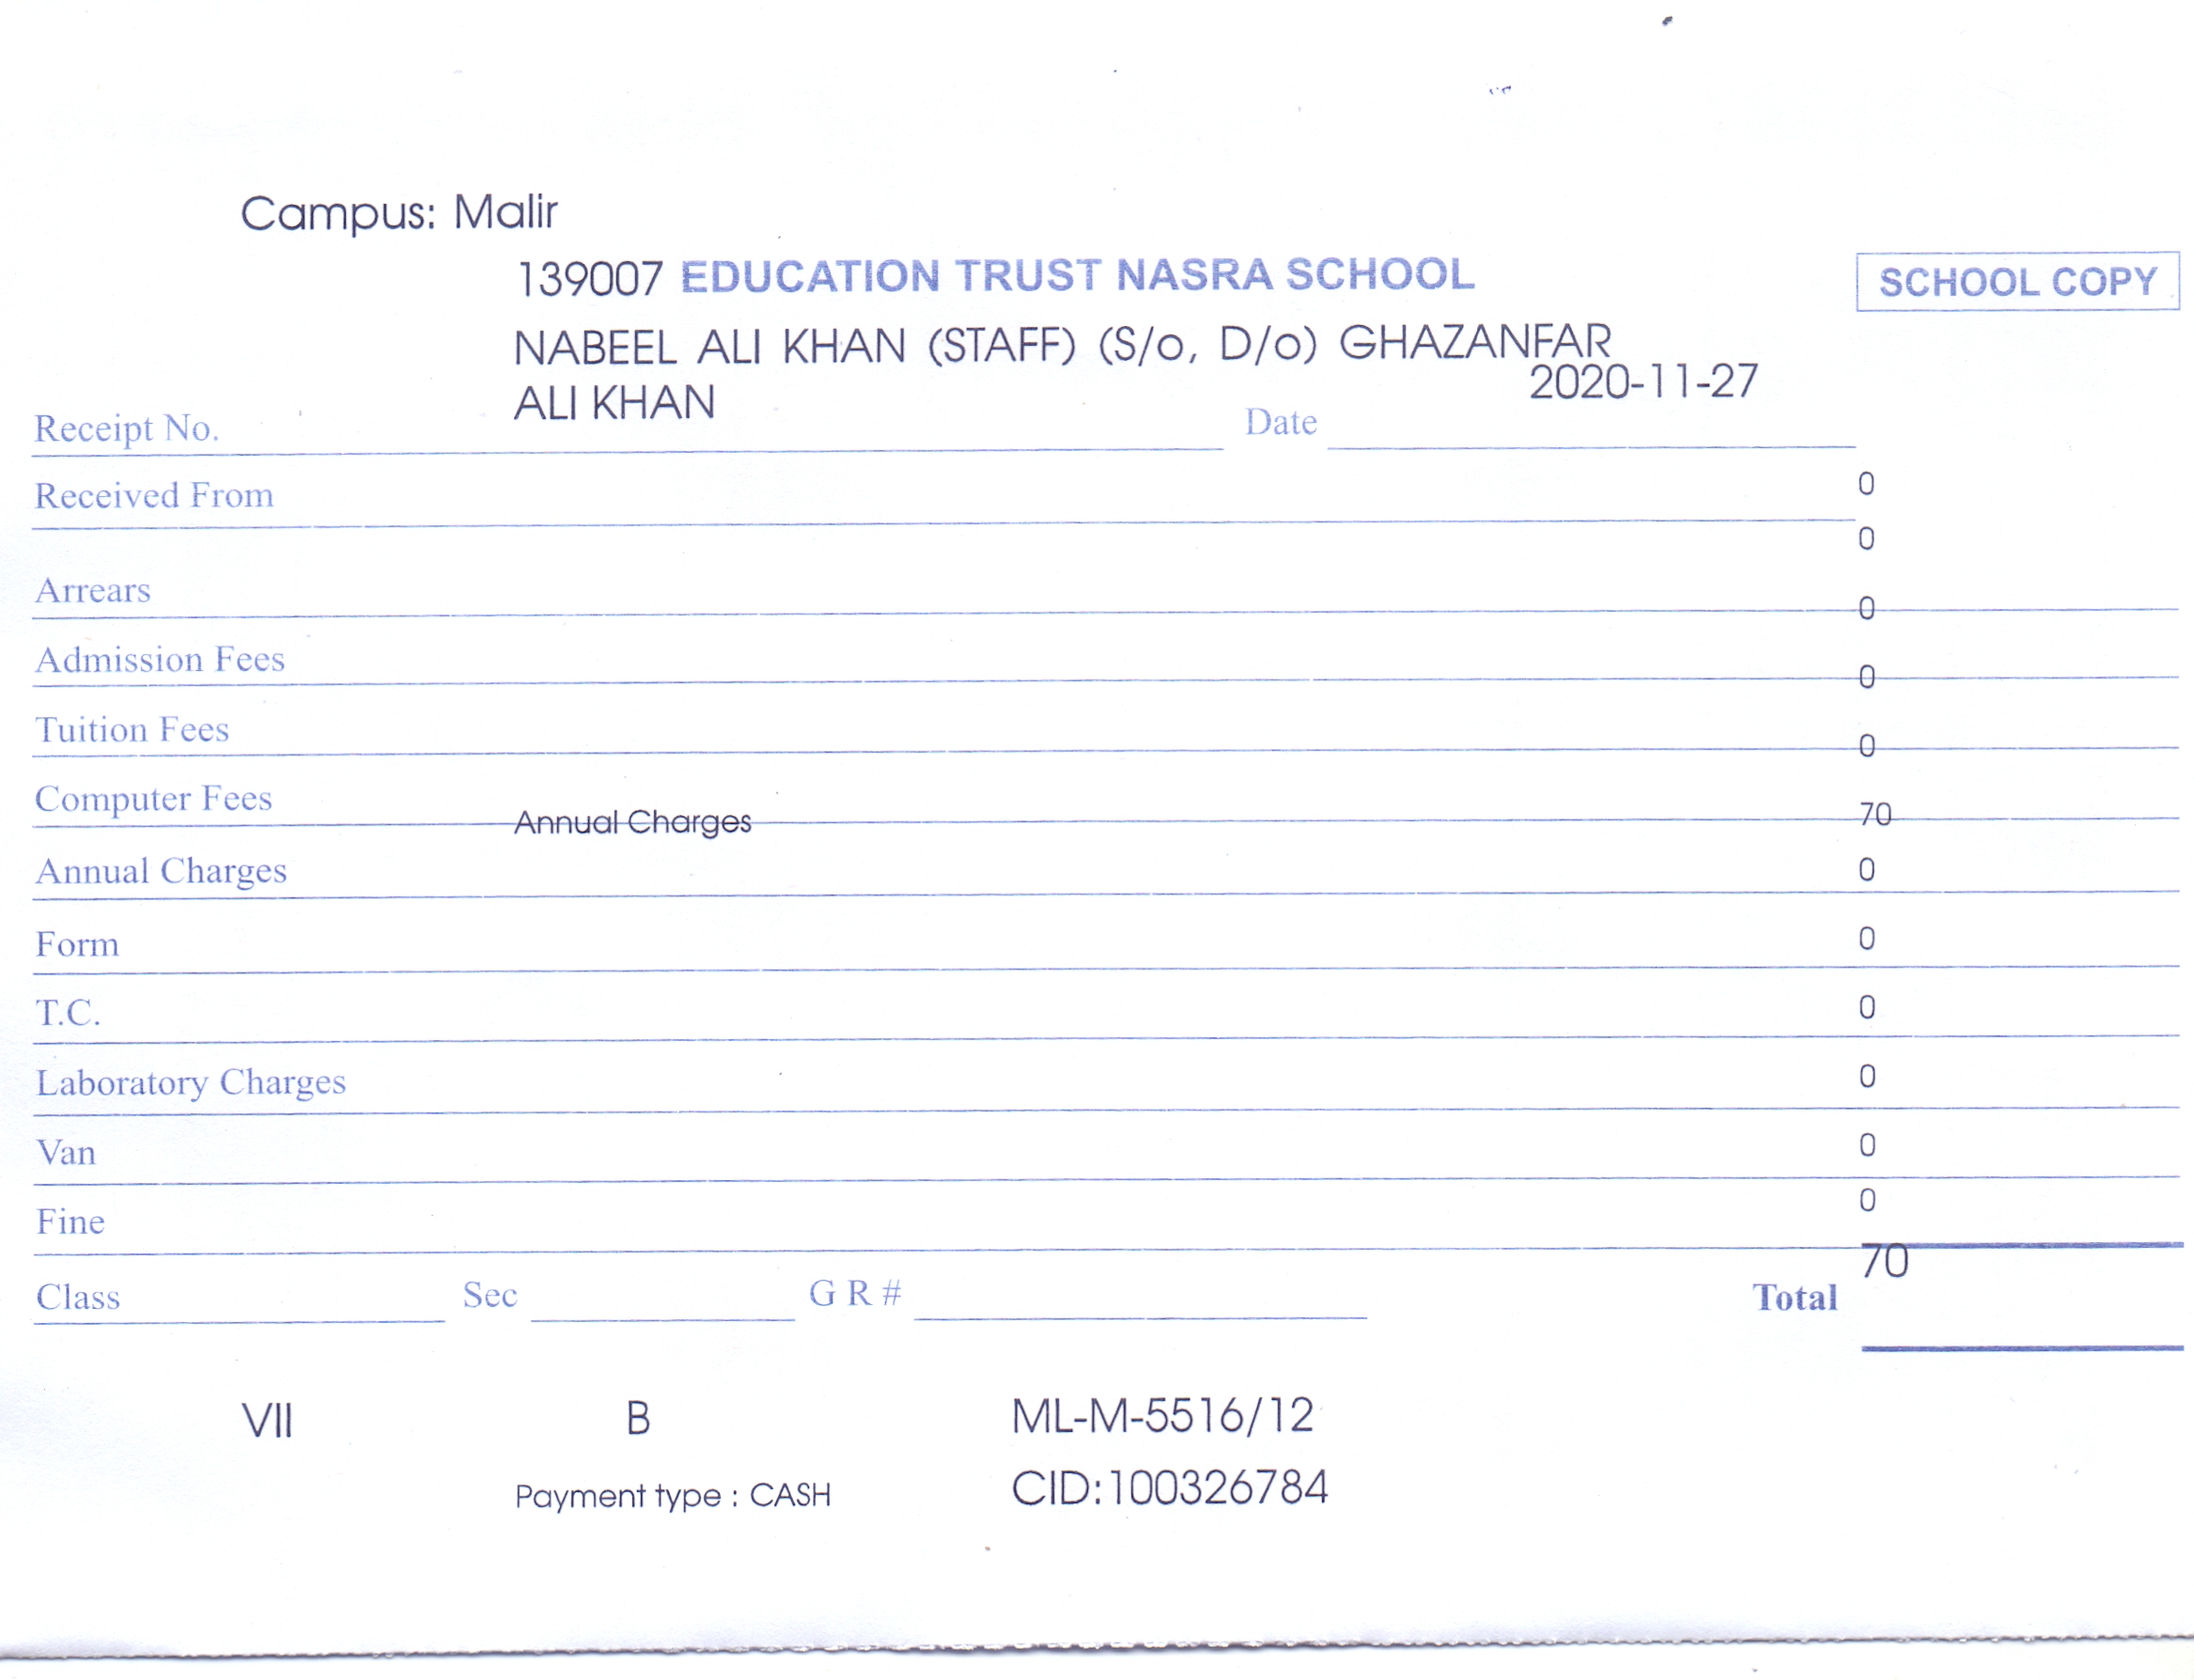 Campus: Malir
139007 EDUCATION TRUST NASRA SCHOOL
SCHOOL COPY
NABEEL ALI KHAN (STAFF) (S/o, D/o) GHAZANFAR
ALI KHAN
2020-11-27
Receipt No. Date
Received From 0
0
Arrears 0
Admission Fees 0
Tuition Fees 0
Computer Fees
Annual Charges 70
Annual Charges 0
Form 0
T.C. 0
Laboratory Charges 0
Van 0
Fine 0
70
Class Sec G R # Total
VII B ML-M-5516/12
Payment type : CASH CID:100326784